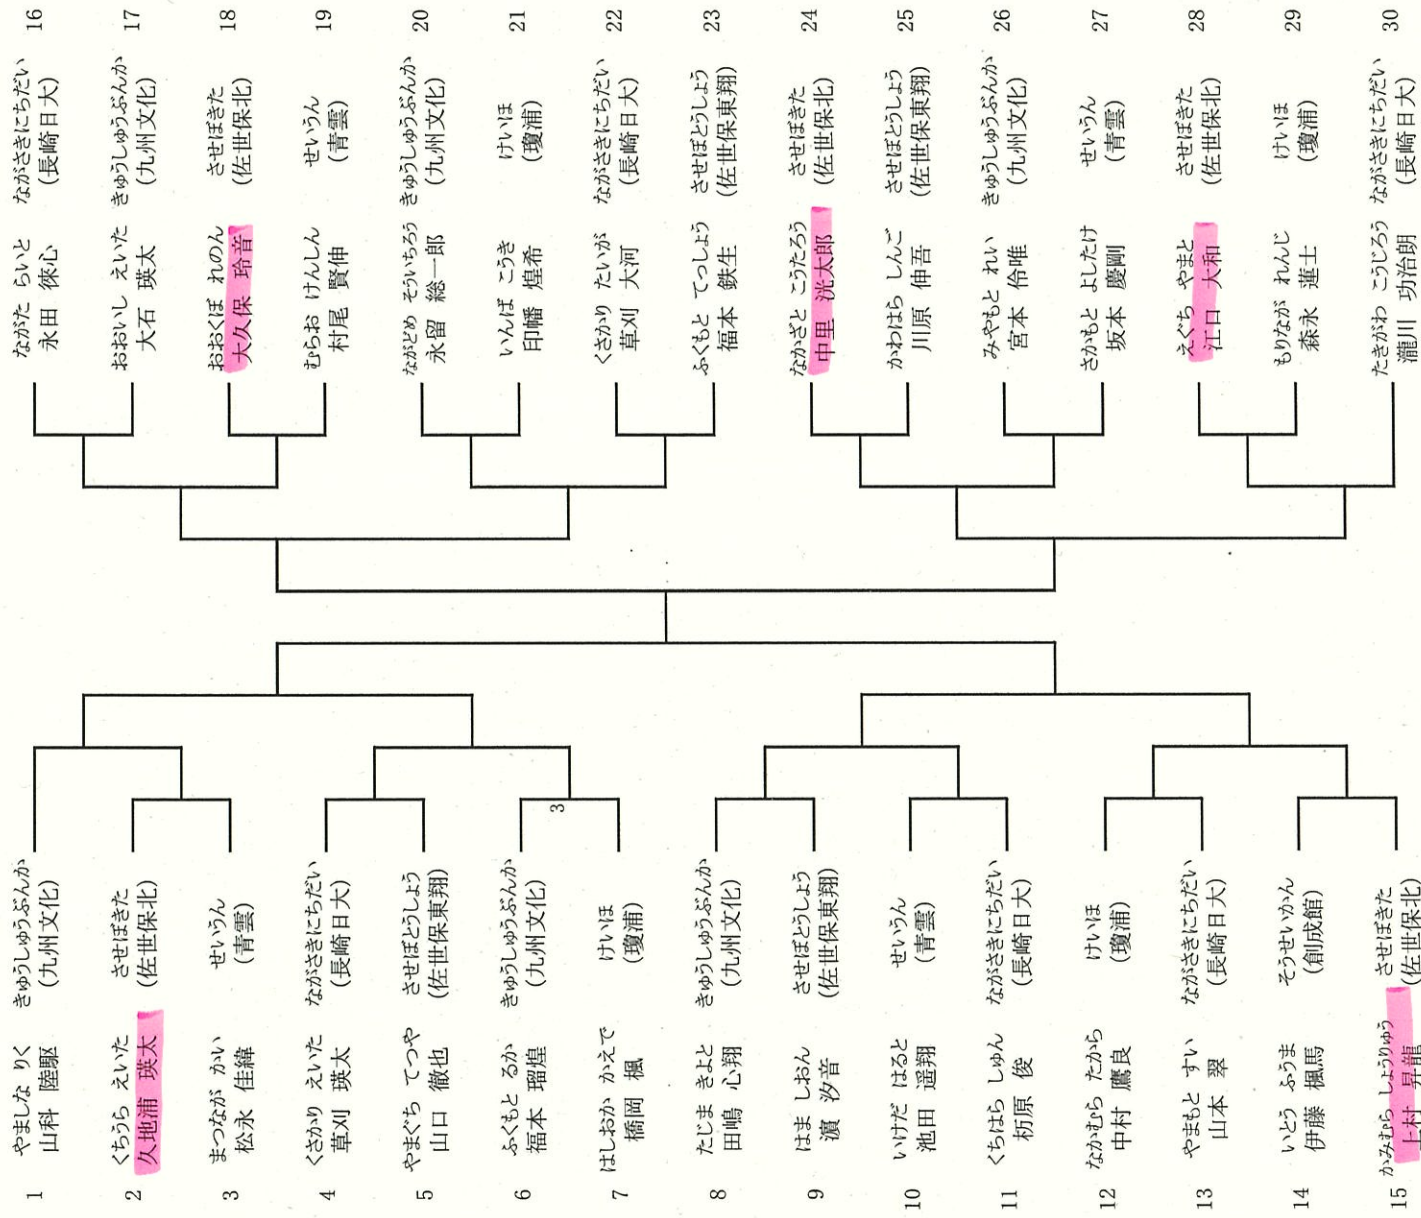 1 やましな りく きゅうしゅうぶんか
山科 陸駆 (九州文化)
2 くちうら えいた させぼきた
久地浦 瑛太 (佐世保北)
3 まつなが かい せいうん
松永 佳緯 (青雲)
4 くさかり えいた ながさきにちだい
草刈 瑛太 (長崎日大)
5 やまぐち てつや させぼとうしょう
山口 徹也 (佐世保東翔)
6 ふくもと るか きゅうしゅうぶんか
福本 瑠煌 (九州文化)
3
7 はしおか かえで けいほ
橋岡 楓 (瓊浦)
8 たじま きよと きゅうしゅうぶんか
田嶋 心翔 (九州文化)
9 はま しおん させぼとうしょう
濵 汐音 (佐世保東翔)
10 いけだ はると せいうん
池田 遥翔 (青雲)
11 くちはら しゅん ながさきにちだい
杤原 俊 (長崎日大)
12 なかむら たから けいほ
中村 鷹良 (瓊浦)
13 やまもと すい ながさきにちだい
山本 翠 (長崎日大)
14 いとう ふうま そうせいかん
伊藤 楓馬 (創成館)
15 かみむら しょうりゅう させぼきた
上村 昇龍 (佐世保北)
16 ながた らいと ながさきにちだい
永田 徠心 (長崎日大)
17 おおいし えいた きゅうしゅうぶんか
大石 瑛太 (九州文化)
18 おおくぼ れのん させぼきた
大久保 玲音 (佐世保北)
19 むらお けんしん せいうん
村尾 賢伸 (青雲)
20 ながどめ そういちろう きゅうしゅうぶんか
永留 総一郎 (九州文化)
21 いんば こうき けいほ
印幡 煌希 (瓊浦)
22 くさかり たいが ながさきにちだい
草刈 大河 (長崎日大)
23 ふくもと てっしょう させぼとうしょう
福本 鉄生 (佐世保東翔)
24 なかざと こうたろう させぼきた
中里 洸太郎 (佐世保北)
25 かわはら しんご させぼとうしょう
川原 伸吾 (佐世保東翔)
26 みやもと れい きゅうしゅうぶんか
宮本 伶唯 (九州文化)
27 さかもと よしたけ せいうん
坂本 慶剛 (青雲)
28 えぐち やまと させぼきた
江口 大和 (佐世保北)
29 もりなが れんじ けいほ
森永 蓮士 (瓊浦)
30 たきがわ こうじろう ながさきにちだい
瀧川 功治朗 (長崎日大)